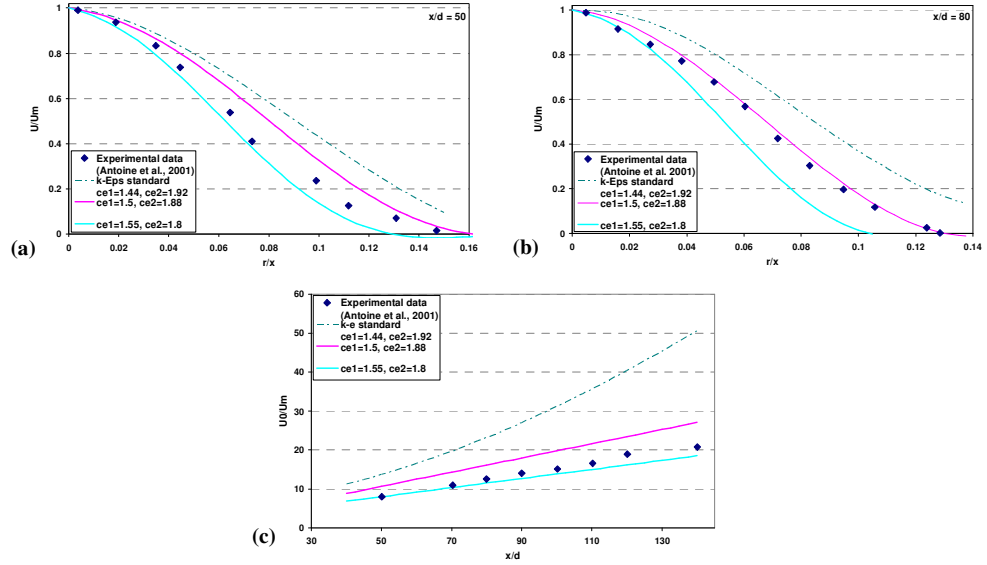 x/d = 50
1
0.8
0.6
0.4
0.2
0
U/Um
Experimental data
(Antoine et al., 2001)
k-Eps standard
ce1=1.44, ce2=1.92
ce1=1.5, ce2=1.88
ce1=1.55, ce2=1.8
0 0.02 0.04 0.06 0.08 0.1 0.12 0.14 0.16
r/x
(a)
x/d = 80
1
0.8
0.6
0.4
0.2
0
U/Um
Experimental data
(Antoine et al. 2001)
k-Eps standard
ce1=1.44, ce2=1.92
ce1=1.5, ce2=1.88
ce1=1.55, ce2=1.8
0 0.02 0.04 0.06 0.08 0.1 0.12 0.14
r/x
(b)
60
50
40
30
20
10
0
U0/Um
Experimental data
(Antoine et al., 2001)
k-e standard
ce1=1.44, ce2=1.92
ce1=1.5, ce2=1.88
ce1=1.55, ce2=1.8
30 50 70 90 110 130
x/d
(c)